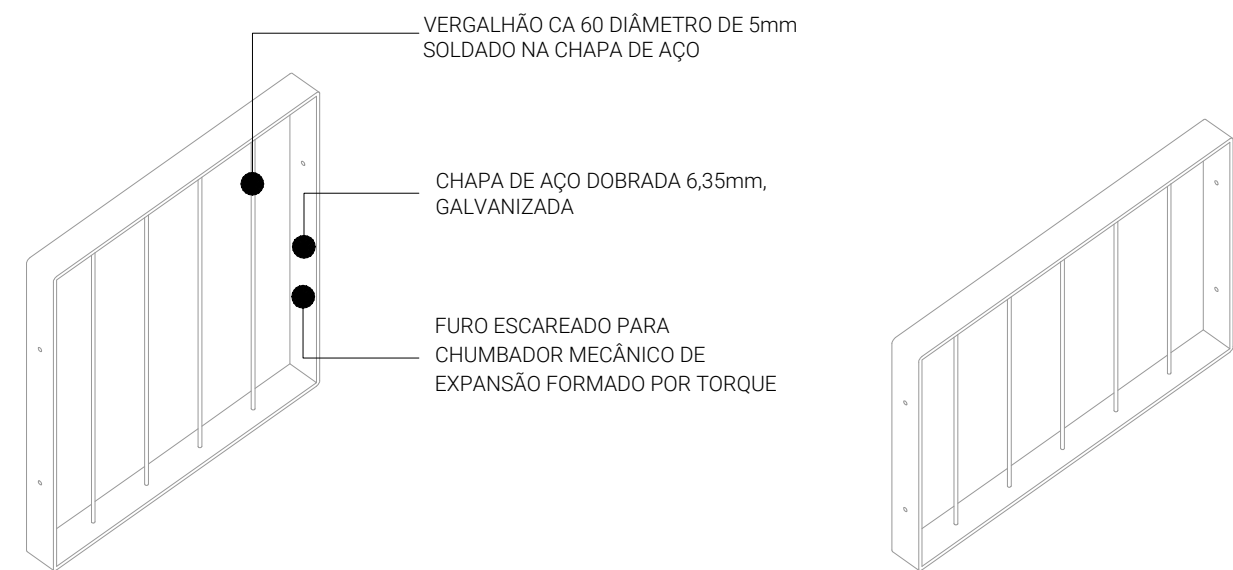 VERGALHÃO CA 60 DIÂMETRO DE 5mm
SOLDADO NA CHAPA DE AÇO
CHAPA DE AÇO DOBRADA 6,35mm,
GALVANIZADA
FURO ESCAREADO PARA
CHUMBADOR MECÂNICO DE
EXPANSÃO FORMADO POR TORQUE